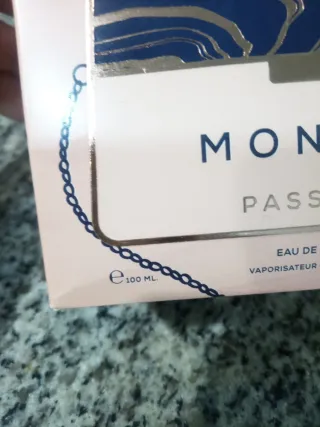 MON
PASS
EAU DE
VAPORISATEUR
℮ 100 ML